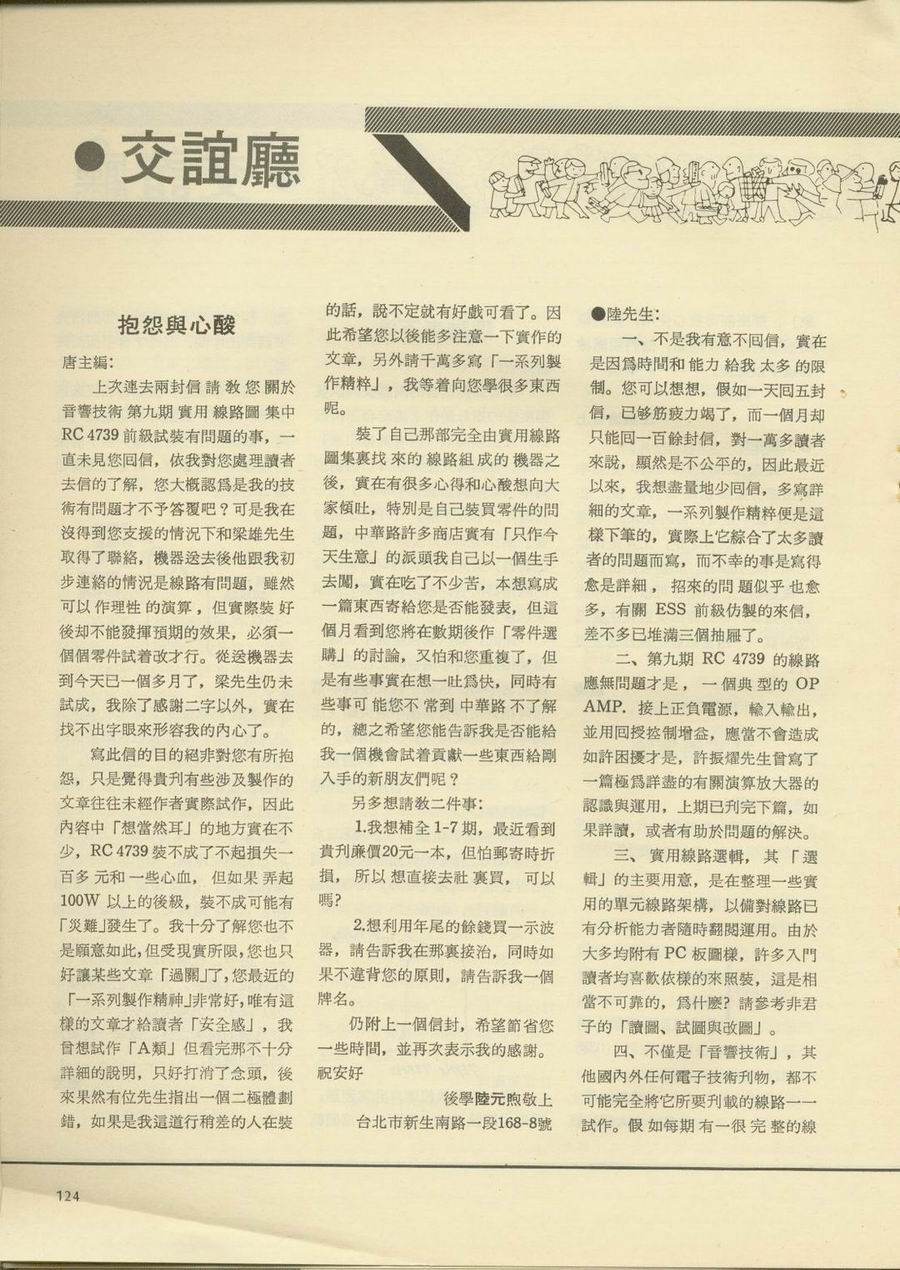 ●交誼廳
抱怨與心酸
唐主編：
上次連去兩封信請教您關於
音響技術第九期實用線路圖集中
RC 4739 前級試裝有問題的事，一
直未見您囘信，依我對您處理讀者
去信的了解，您大概認爲是我的技
術有問題才不予答覆吧？可是我在
沒得到您支援的情況下和梁雄先生
取得了聯絡，機器送去後他跟我初
步連絡的情況是線路有問題，雖然
可以作理性的演算，但實際裝好
後却不能發揮預期的效果，必須一
個個零件試着改才行。從送機器去
到今天已一個多月了，梁先生仍未
試成，我除了感謝二字以外，實在
找不出字眼來形容我的內心了。
寫此信的目的絕非對您有所抱
怨，只是覺得貴刋有些涉及製作的
文章往往未經作者實際試作，因此
內容中「想當然耳」的地方實在不
少，RC 4739 裝不成了不起損失一
百多元和一些心血，但如果弄起
100W 以上的後級，裝不成可能有
「災難」發生了。我十分了解您也不
是願意如此，但受現實所限，您也只
好讓某些文章「過關」了，您最近的
「一系列製作精神」非常好，唯有這
樣的文章才給讀者「安全感」，我
曾想試作「A類」但看完那不十分
詳細的說明，只好打消了念頭，後
來果然有位先生指出一個二極體劃
錯，如果是我這道行稍差的人在裝
的話，說不定就有好戲可看了。因
此希望您以後能多注意一下實作的
文章，另外請千萬多寫「一系列製
作精粹」，我等着向您學很多東西
呢。
裝了自己那部完全由實用線路
圖集裏找來的線路組成的機器之
後，實在有很多心得和心酸想向大
家傾吐，特別是自己裝買零件的問
題，中華路許多商店實有「只作今
天生意」的派頭我自己以一個生手
去闖，實在吃了不少苦，本想寫成
一篇東西寄給您是否能發表，但這
個月看到您將在數期後作「零件選
購」的討論，又怕和您重複了，但
是有些事實在想一吐爲快，同時有
些事可能您不常到中華路不了解
的，總之希望您能告訴我是否能給
我一個機會試着貢獻一些東西給剛
入手的新朋友們呢？
另多想請敎二件事：
1.我想補全1-7期，最近看到
貴刋廉價20元一本，但怕郵寄時折
損，所以想直接去社裏買，可以
嗎？
2.想利用年尾的餘錢買一示波
器，請告訴我在那裏接洽，同時如
果不違背您的原則，請告訴我一個
牌名。
仍附上一個信封，希望節省您
一些時間，並再次表示我的感謝。
祝安好
後學陸元煦敬上
台北市新生南路一段168-8號
●陸先生：
一、不是我有意不囘信，實在
是因爲時間和能力給我太多的限
制。您可以想想，假如一天囘五封
信，已够筋疲力竭了，而一個月却
只能囘一百餘封信，對一萬多讀者
來說，顯然是不公平的，因此最近
以來，我想盡量地少囘信，多寫詳
細的文章，一系列製作精粹便是這
樣下筆的，實際上它綜合了太多讀
者的問題而寫，而不幸的事是寫得
愈是詳細，招來的問題似乎也愈
多，有關 ESS 前級仿製的來信，
差不多已堆滿三個抽屜了。
二、第九期 RC 4739 的線路
應無問題才是，一個典型的 OP
AMP. 接上正負電源，輸入輸出，
並用囘授控制增益，應當不會造成
如許困擾才是，許振燿先生曾寫了
一篇極爲詳盡的有關演算放大器的
認識與運用，上期已刋完下篇，如
果詳讀，或者有助於問題的解決。
三、實用線路選輯，其「選
輯」的主要用意，是在整理一些實
用的單元線路架構，以備對線路已
有分析能力者隨時翻閱運用。由於
大多均附有 PC 板圖樣，許多入門
讀者均喜歡依樣的來照裝，這是相
當不可靠的，爲什麽？請參考非君
子的「讀圖、試圖與改圖」。
四、不僅是「音響技術」，其
他國內外任何電子技術刋物，都不
可能完全將它所要刋載的線路一一
試作。假如每期有一很完整的線
124